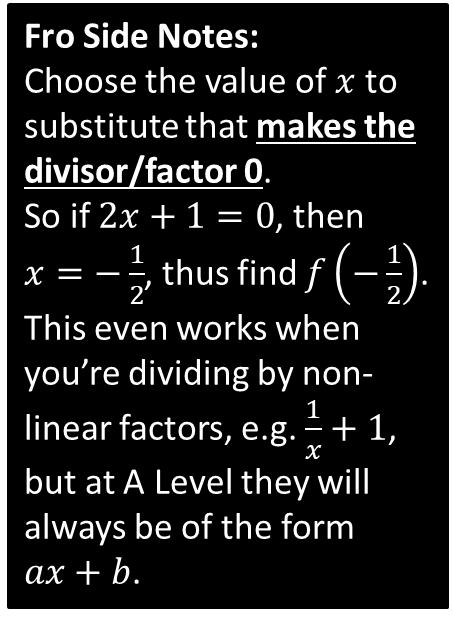 Fro Side Notes:
Choose the value of 𝑥 to
substitute that makes the
divisor/factor 0.
So if 2𝑥 + 1 = 0, then
𝑥 = −1/2, thus find 𝑓(−1/2).
This even works when
you’re dividing by non-
linear factors, e.g. 1/𝑥 + 1,
but at A Level they will
always be of the form
𝑎𝑥 + 𝑏.